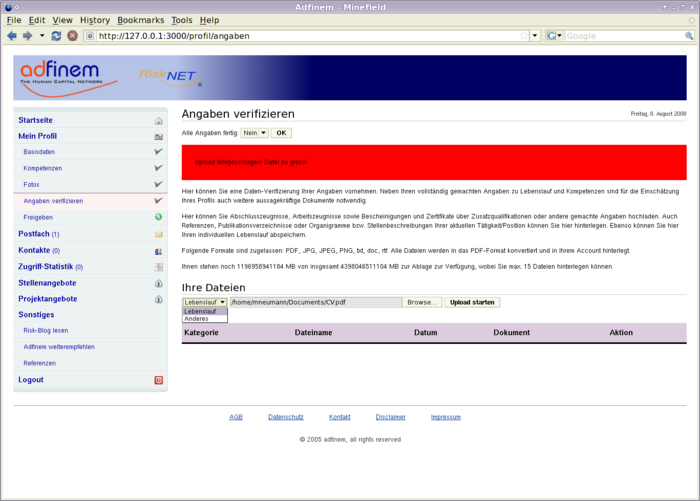 Adfinem - Minefield
File Edit View History Bookmarks Tools Help
http://127.0.0.1:3000/profil/angaben
Google
adfinem
THE HUMAN CAPITAL NETWORK
RiskNET
Startseite
Mein Profil
Basisdaten
Kompetenzen
Fotos
Angaben verifizieren
Freigeben
Postfach (1)
Kontakte (0)
Zugriff-Statistik (0)
Stellenangebote
Projektangebote
Sonstiges
Risk-Blog lesen
Adfinem weiterempfehlen
Referenzen
Logout
Angaben verifizieren
Freitag, 8. August 2008
Alle Angaben fertig: Nein OK
Upload fehlgeschlagen! Datei zu gross!
Hier können Sie eine Daten-Verifizierung Ihrer Angaben vornehmen. Neben Ihren vollständig gemachten Angaben zu Lebenslauf und Kompetenzen sind für die Einschätzung
Ihres Profils auch weitere aussagekräftige Dokumente notwendig.
Hier können Sie Abschlusszeugnisse, Arbeitszeugnisse sowie Bescheinigungen und Zertifikate über Zusatzqualifikationen oder andere gemachte Angaben hochladen. Auch
Referenzen, Publikationsverzeichnisse oder Organigramme bzw. Stellenbeschreibungen Ihrer aktuellen Tätigkeit/Position können Sie hier hinterlegen. Ebenso können Sie hier
Ihren individuellen Lebenslauf abspeichern.
Folgende Formate sind zugelassen: PDF, JPG, JPEG, PNG, txt, doc, rtf. Alle Dateien werden in das PDF-Format konvertiert und in Ihrem Account hinterlegt.
Ihnen stehen noch 1196958941184 MB von insgesamt 4398046511104 MB zur Ablage zur Verfügung, wobei Sie max. 15 Dateien hinterlegen können.
Ihre Dateien
Lebenslauf /home/mneumann/Documents/CV.pdf Browse... Upload starten
Lebenslauf
Anderes
Kategorie Dateiname Datum Dokument Aktion
AGB Datenschutz Kontakt Disclaimer Impressum
© 2005 adfinem, all rights reserved